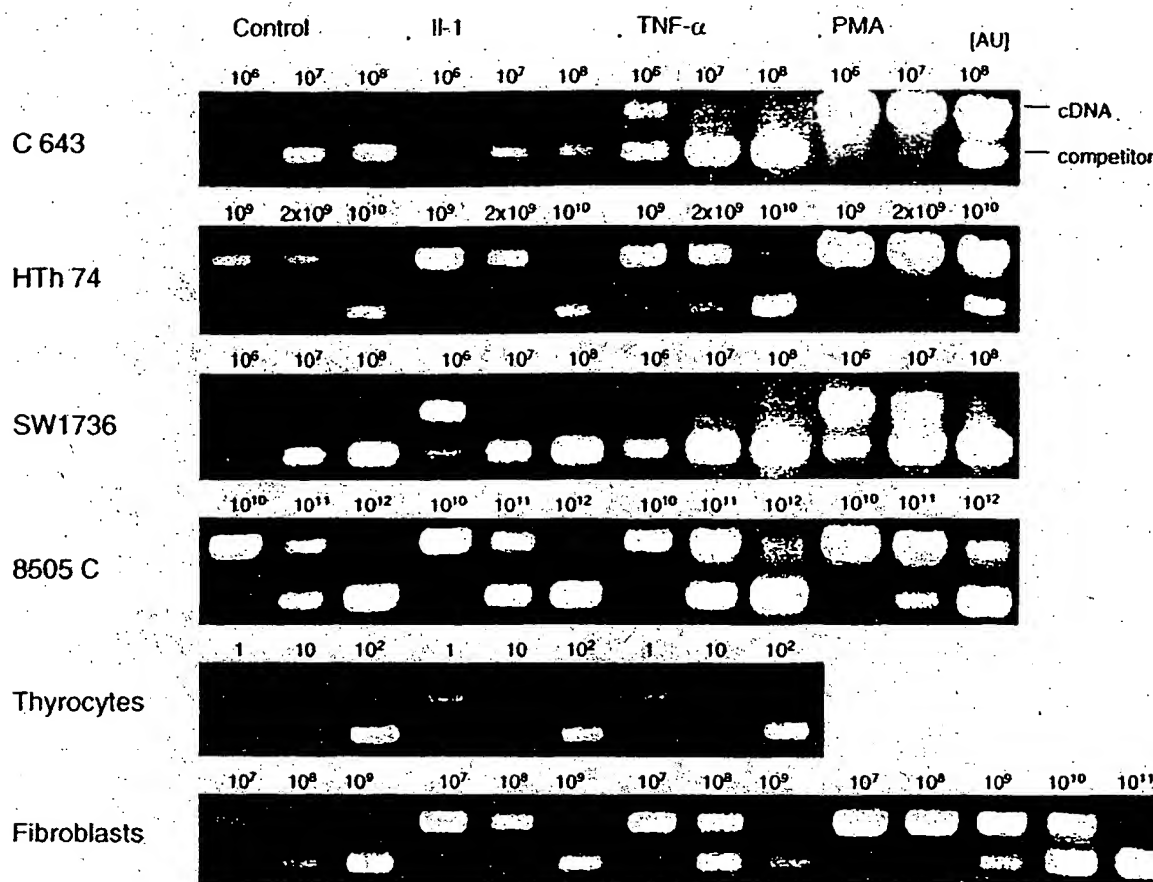 Control Il-1 TNF-α PMA [AU]
10⁶ 10⁷ 10⁸ 10⁶ 10⁷ 10⁸ 10⁶ 10⁷ 10⁸ 10⁶ 10⁷ 10⁸
C 643
cDNA
competitor
10⁹ 2x10⁹ 10¹⁰ 10⁹ 2x10⁹ 10¹⁰ 10⁹ 2x10⁹ 10¹⁰ 10⁹ 2x10⁹ 10¹⁰
HTh 74
10⁶ 10⁷ 10⁸ 10⁶ 10⁷ 10⁸ 10⁶ 10⁷ 10⁸ 10⁶ 10⁷ 10⁸
SW1736
10¹⁰ 10¹¹ 10¹² 10¹⁰ 10¹¹ 10¹² 10¹⁰ 10¹¹ 10¹² 10¹⁰ 10¹¹ 10¹²
8505 C
1 10 10² 1 10 10² 1 10 10²
Thyrocytes
10⁷ 10⁸ 10⁹ 10⁷ 10⁸ 10⁹ 10⁷ 10⁸ 10⁹ 10⁷ 10⁸ 10⁹ 10¹⁰ 10¹¹
Fibroblasts